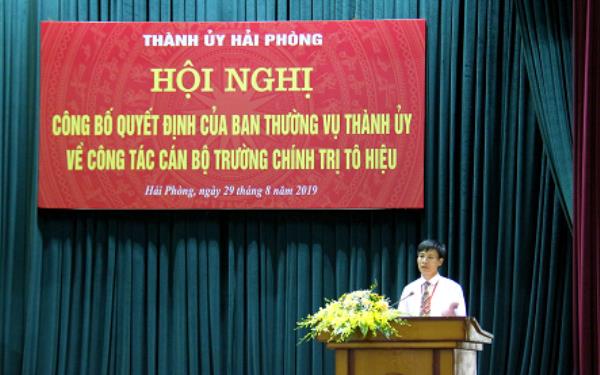 THÀNH ỦY HẢI PHÒNG
HỘI NGHỊ
CÔNG BỐ QUYẾT ĐỊNH CỦA BAN THƯỜNG VỤ THÀNH ỦY
VỀ CÔNG TÁC CÁN BỘ TRƯỜNG CHÍNH TRỊ TÔ HIỆU
Hải Phòng, ngày 29 tháng 8 năm 2019